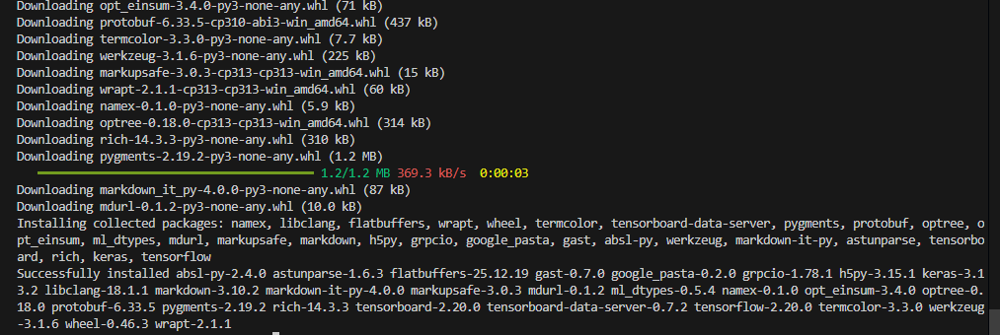 Downloading opt_einsum-3.4.0-py3-none-any.whl (71 kB)
Downloading protobuf-6.33.5-cp310-abi3-win_amd64.whl (437 kB)
Downloading termcolor-3.3.0-py3-none-any.whl (7.7 kB)
Downloading werkzeug-3.1.6-py3-none-any.whl (225 kB)
Downloading markupsafe-3.0.3-cp313-cp313-win_amd64.whl (15 kB)
Downloading wrapt-2.1.1-cp313-cp313-win_amd64.whl (60 kB)
Downloading namex-0.1.0-py3-none-any.whl (5.9 kB)
Downloading optree-0.18.0-cp313-cp313-win_amd64.whl (314 kB)
Downloading rich-14.3.3-py3-none-any.whl (310 kB)
Downloading pygments-2.19.2-py3-none-any.whl (1.2 MB)
1.2/1.2 MB 369.3 kB/s 0:00:03
Downloading markdown_it_py-4.0.0-py3-none-any.whl (87 kB)
Downloading mdurl-0.1.2-py3-none-any.whl (10.0 kB)
Installing collected packages: namex, libclang, flatbuffers, wrapt, wheel, termcolor, tensorboard-data-server, pygments, protobuf, optree, o
pt_einsum, ml_dtypes, mdurl, markupsafe, markdown, h5py, grpcio, google_pasta, gast, absl-py, werkzeug, markdown-it-py, astunparse, tensorbo
ard, rich, keras, tensorflow
Successfully installed absl-py-2.4.0 astunparse-1.6.3 flatbuffers-25.12.19 gast-0.7.0 google_pasta-0.2.0 grpcio-1.78.1 h5py-3.15.1 keras-3.1
3.2 libclang-18.1.1 markdown-3.10.2 markdown-it-py-4.0.0 markupsafe-3.0.3 mdurl-0.1.2 ml_dtypes-0.5.4 namex-0.1.0 opt_einsum-3.4.0 optree-0.
18.0 protobuf-6.33.5 pygments-2.19.2 rich-14.3.3 tensorboard-2.20.0 tensorboard-data-server-0.7.2 tensorflow-2.20.0 termcolor-3.3.0 werkzeug
-3.1.6 wheel-0.46.3 wrapt-2.1.1